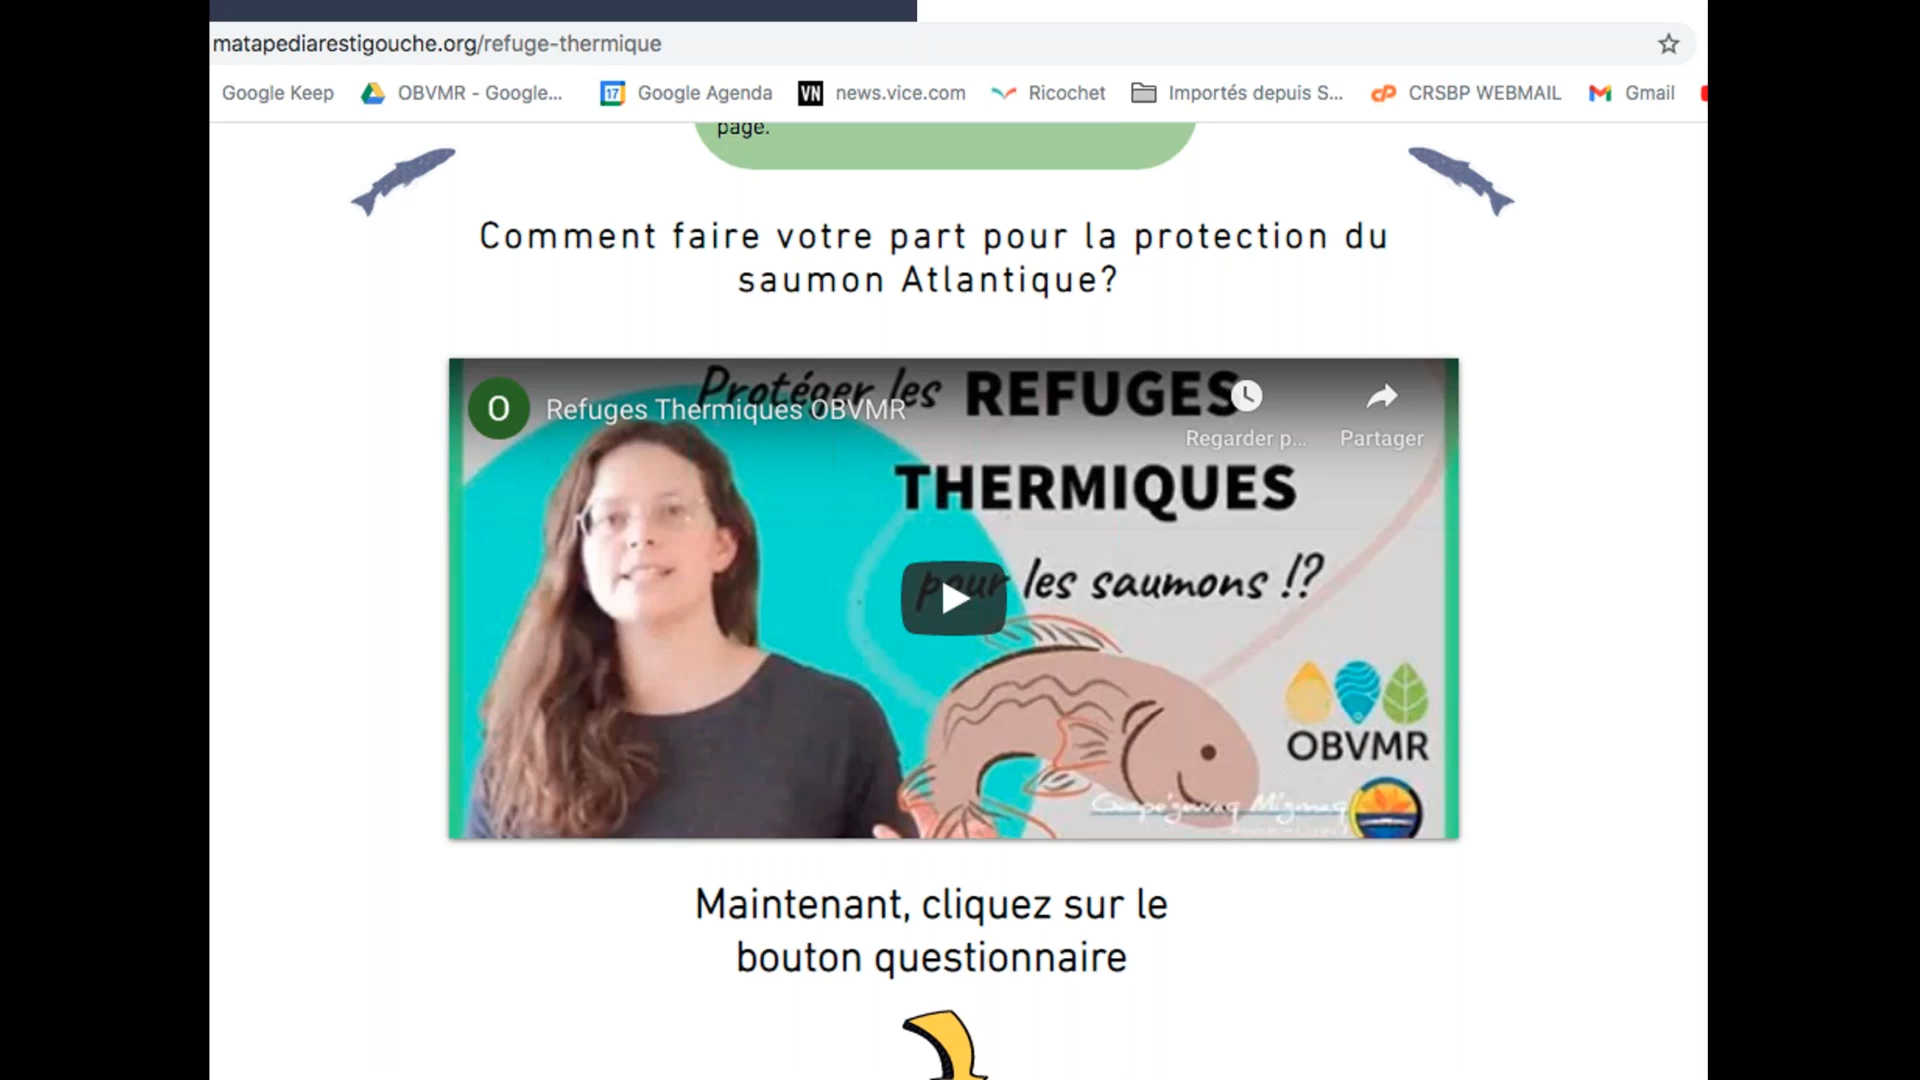 matapediarestigouche.org/refuge-thermique
Google Keep OBVMR - Google... 17 Google Agenda VN news.vice.com Ricochet Importés depuis S... CRSBP WEBMAIL Gmail
page.
Comment faire votre part pour la protection du
saumon Atlantique?
Protéger les REFUGES
O Refuges Thermiques OBVMR
Regarder p... Partager
THERMIQUES
pour les saumons !?
OBVMR
Maintenant, cliquez sur le
bouton questionnaire